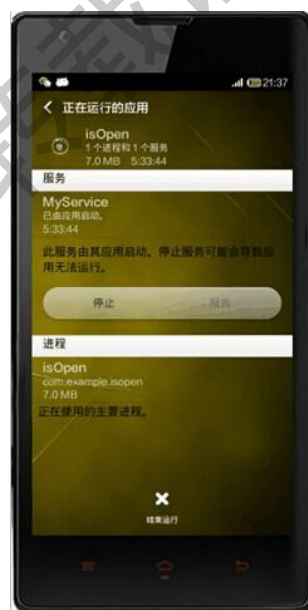 21:37
正在运行的应用
isOpen
1个进程和1个服务
7.0 MB 5:33:44
服务
MyService
已由应用启动。
5:33:44
此服务由其应用启动。停止服务可能会导致应
用无法运行。
停止 报告
进程
isOpen
com.example.isopen
7.0 MB
正在使用的主要进程。
结束运行